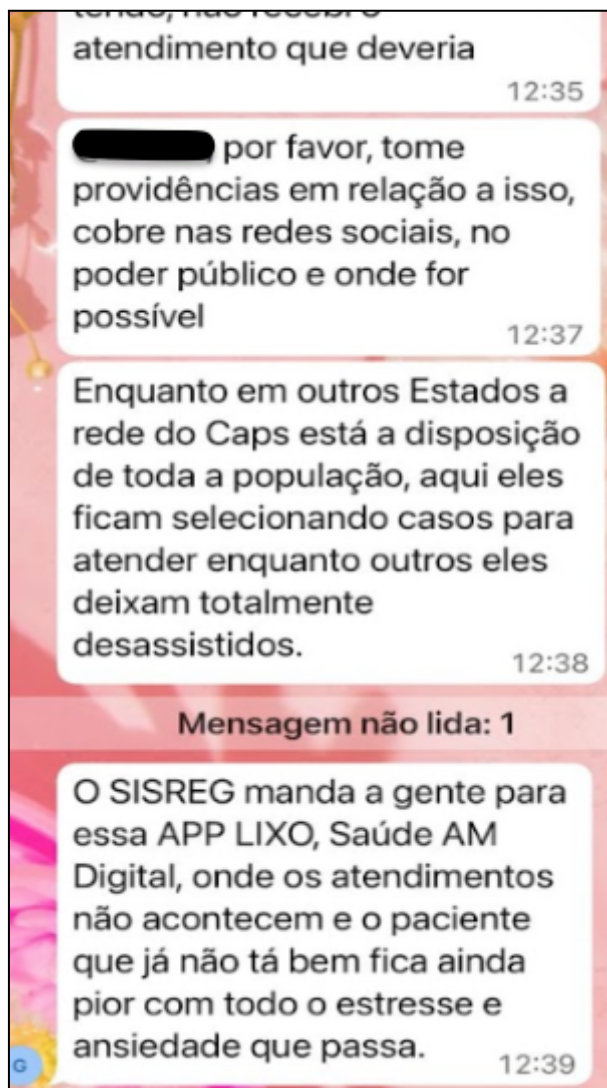 atendimento que deveria
12:35
por favor, tome
providências em relação a isso,
cobre nas redes sociais, no
poder público e onde for
possível
12:37
Enquanto em outros Estados a
rede do Caps está a disposição
de toda a população, aqui eles
ficam selecionando casos para
atender enquanto outros eles
deixam totalmente
desassistidos.
12:38
Mensagem não lida: 1
O SISREG manda a gente para
essa APP LIXO, Saúde AM
Digital, onde os atendimentos
não acontecem e o paciente
que já não tá bem fica ainda
pior com todo o estresse e
ansiedade que passa.
12:39
G